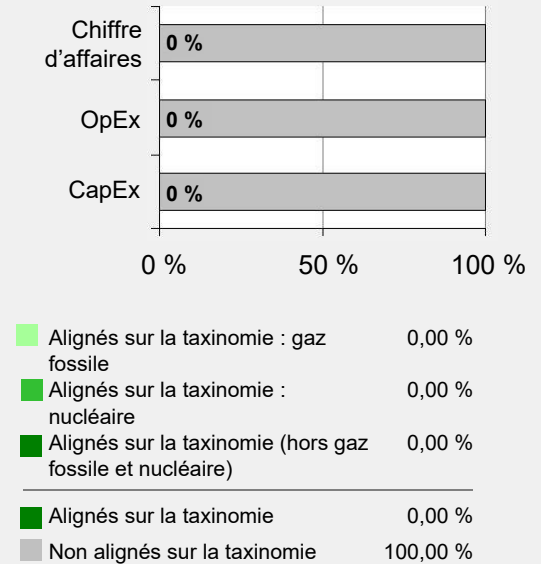 Chiffre
d’affaires
0 %
OpEx
0 %
CapEx
0 %
0 % 50 % 100 %
Alignés sur la taxinomie : gaz 0,00 %
fossile
Alignés sur la taxinomie : 0,00 %
nucléaire
Alignés sur la taxinomie (hors gaz 0,00 %
fossile et nucléaire)
Alignés sur la taxinomie 0,00 %
Non alignés sur la taxinomie 100,00 %